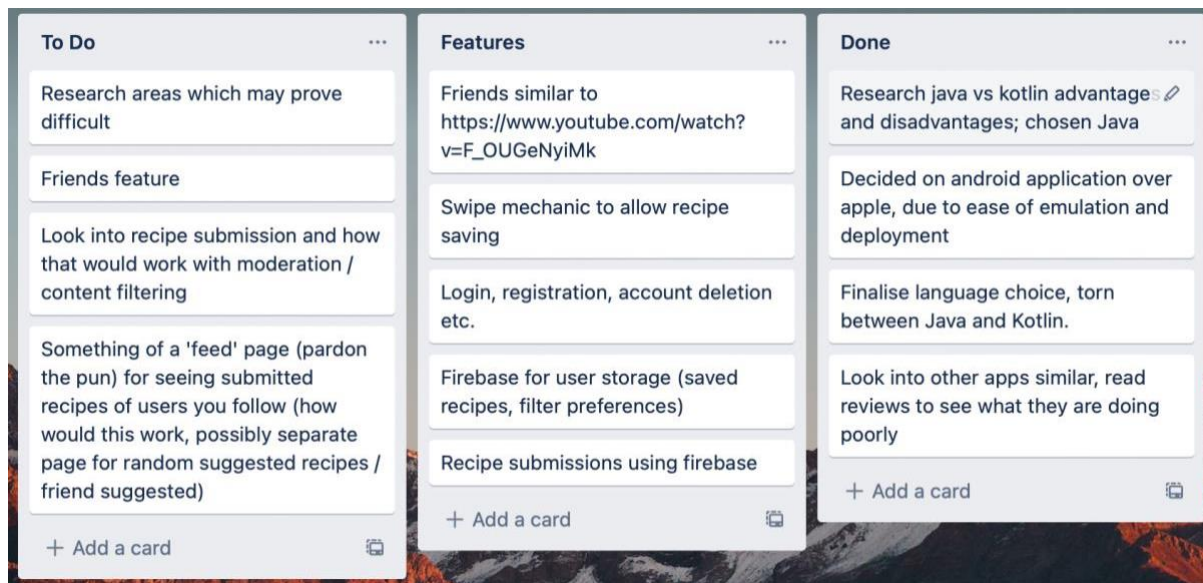 To Do
Research areas which may prove
difficult
Friends feature
Look into recipe submission and how
that would work with moderation /
content filtering
Something of a 'feed' page (pardon
the pun) for seeing submitted
recipes of users you follow (how
would this work, possibly separate
page for random suggested recipes /
friend suggested)
+ Add a card
Features
Friends similar to
https://www.youtube.com/watch?
v=F_OUGeNyiMk
Swipe mechanic to allow recipe
saving
Login, registration, account deletion
etc.
Firebase for user storage (saved
recipes, filter preferences)
Recipe submissions using firebase
+ Add a card
Done
Research java vs kotlin advantages
and disadvantages; chosen Java
Decided on android application over
apple, due to ease of emulation and
deployment
Finalise language choice, torn
between Java and Kotlin.
Look into other apps similar, read
reviews to see what they are doing
poorly
+ Add a card